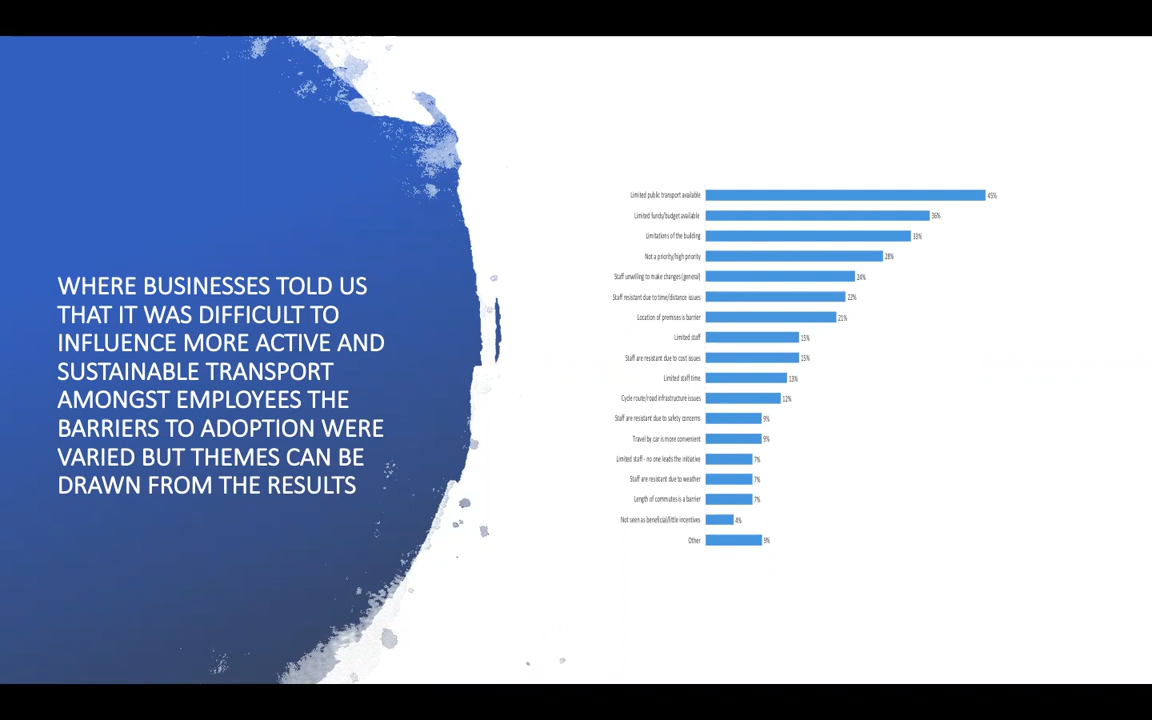 WHERE BUSINESSES TOLD US
THAT IT WAS DIFFICULT TO
INFLUENCE MORE ACTIVE AND
SUSTAINABLE TRANSPORT
AMONGST EMPLOYEES THE
BARRIERS TO ADOPTION WERE
VARIED BUT THEMES CAN BE
DRAWN FROM THE RESULTS
Limited public transport available 45%
Limited funds/budget available 36%
Limitations of the building 33%
Not a priority/high priority 28%
Staff unwilling to make changes (general) 24%
Staff resistant due to time/distance issues 22%
Location of premises is barrier 21%
Limited staff 15%
Staff are resistant due to cost issues 15%
Limited staff time 13%
Cycle route/road infrastructure issues 12%
Staff are resistant due to safety concerns 9%
Travel by car is more convenient 9%
Limited staff - no one leads the initiative 7%
Staff are resistant due to weather 7%
Length of commutes is a barrier 7%
Not seen as beneficial/little incentives 4%
Other 9%